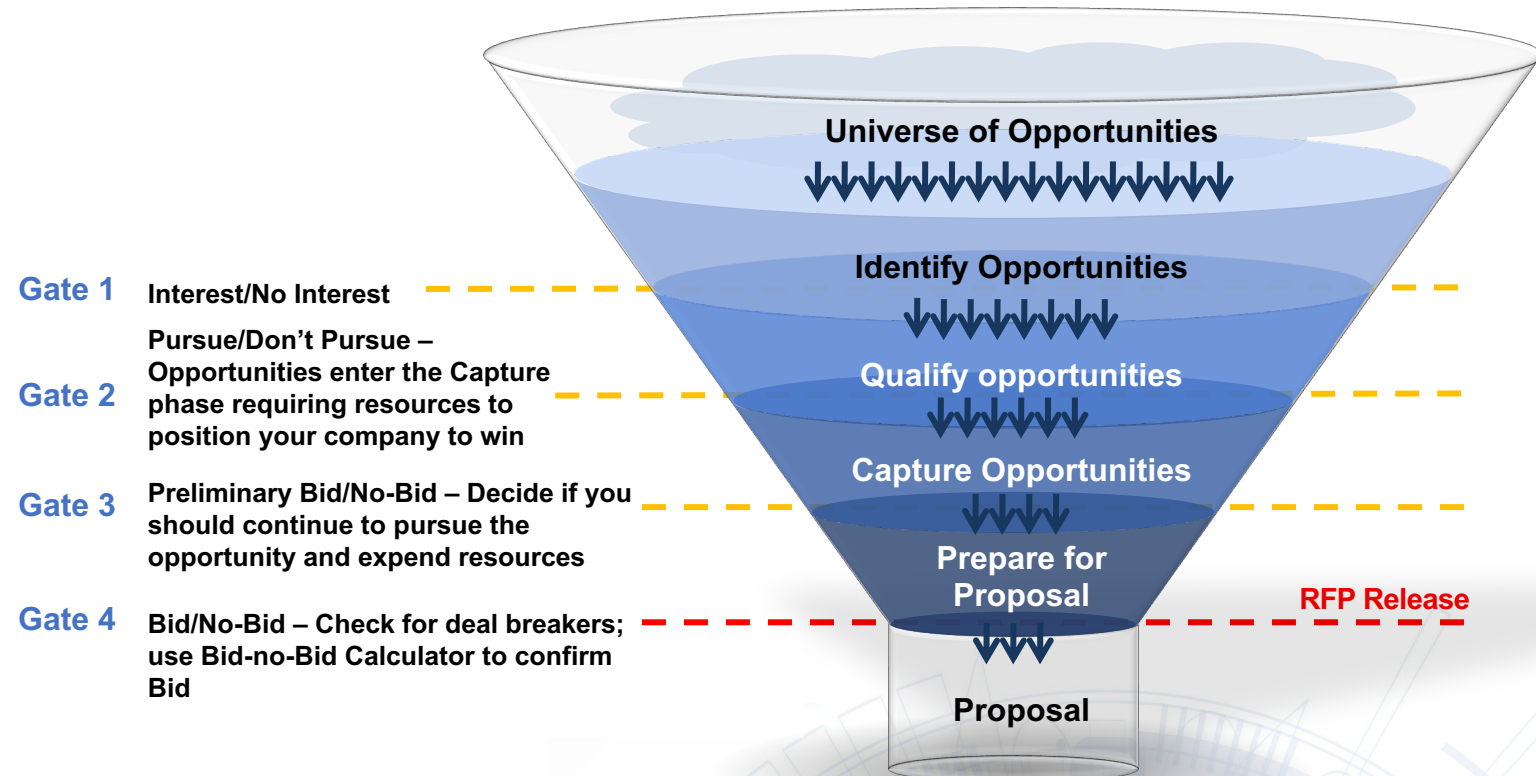 Universe of Opportunities
Identify Opportunities
Gate 1
Interest/No Interest
Pursue/Don’t Pursue –
Opportunities enter the Capture
phase requiring resources to
position your company to win
Gate 2
Qualify opportunities
Capture Opportunities
Gate 3
Preliminary Bid/No-Bid – Decide if you
should continue to pursue the
opportunity and expend resources
Prepare for
Proposal
RFP Release
Gate 4
Bid/No-Bid – Check for deal breakers;
use Bid-no-Bid Calculator to confirm
Bid
Proposal